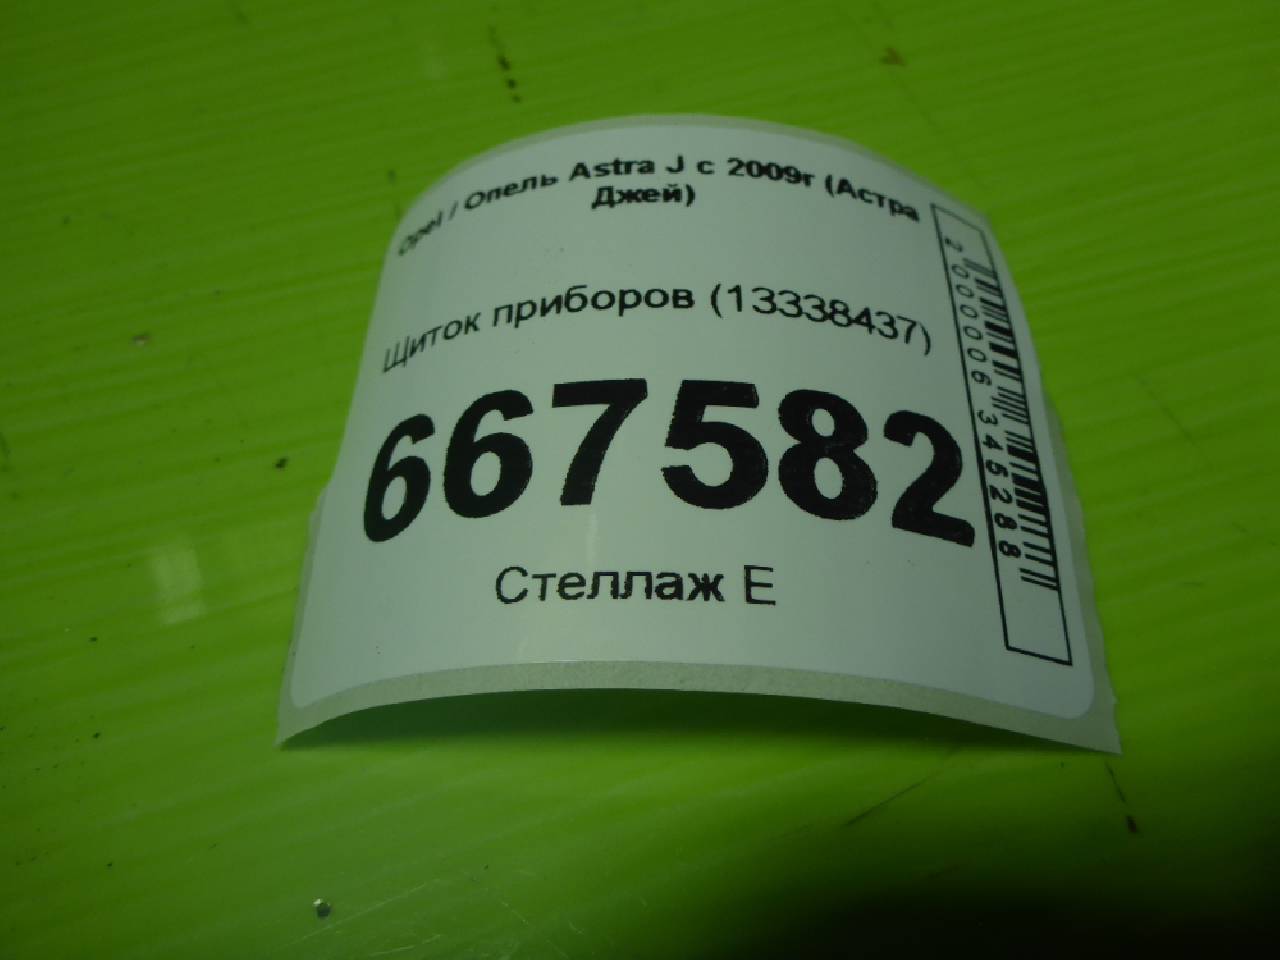 Opel / Опель Astra J с 2009г (Астра
Джей)
Щиток приборов (13338437)
667582
Стеллаж Е
2000006345288